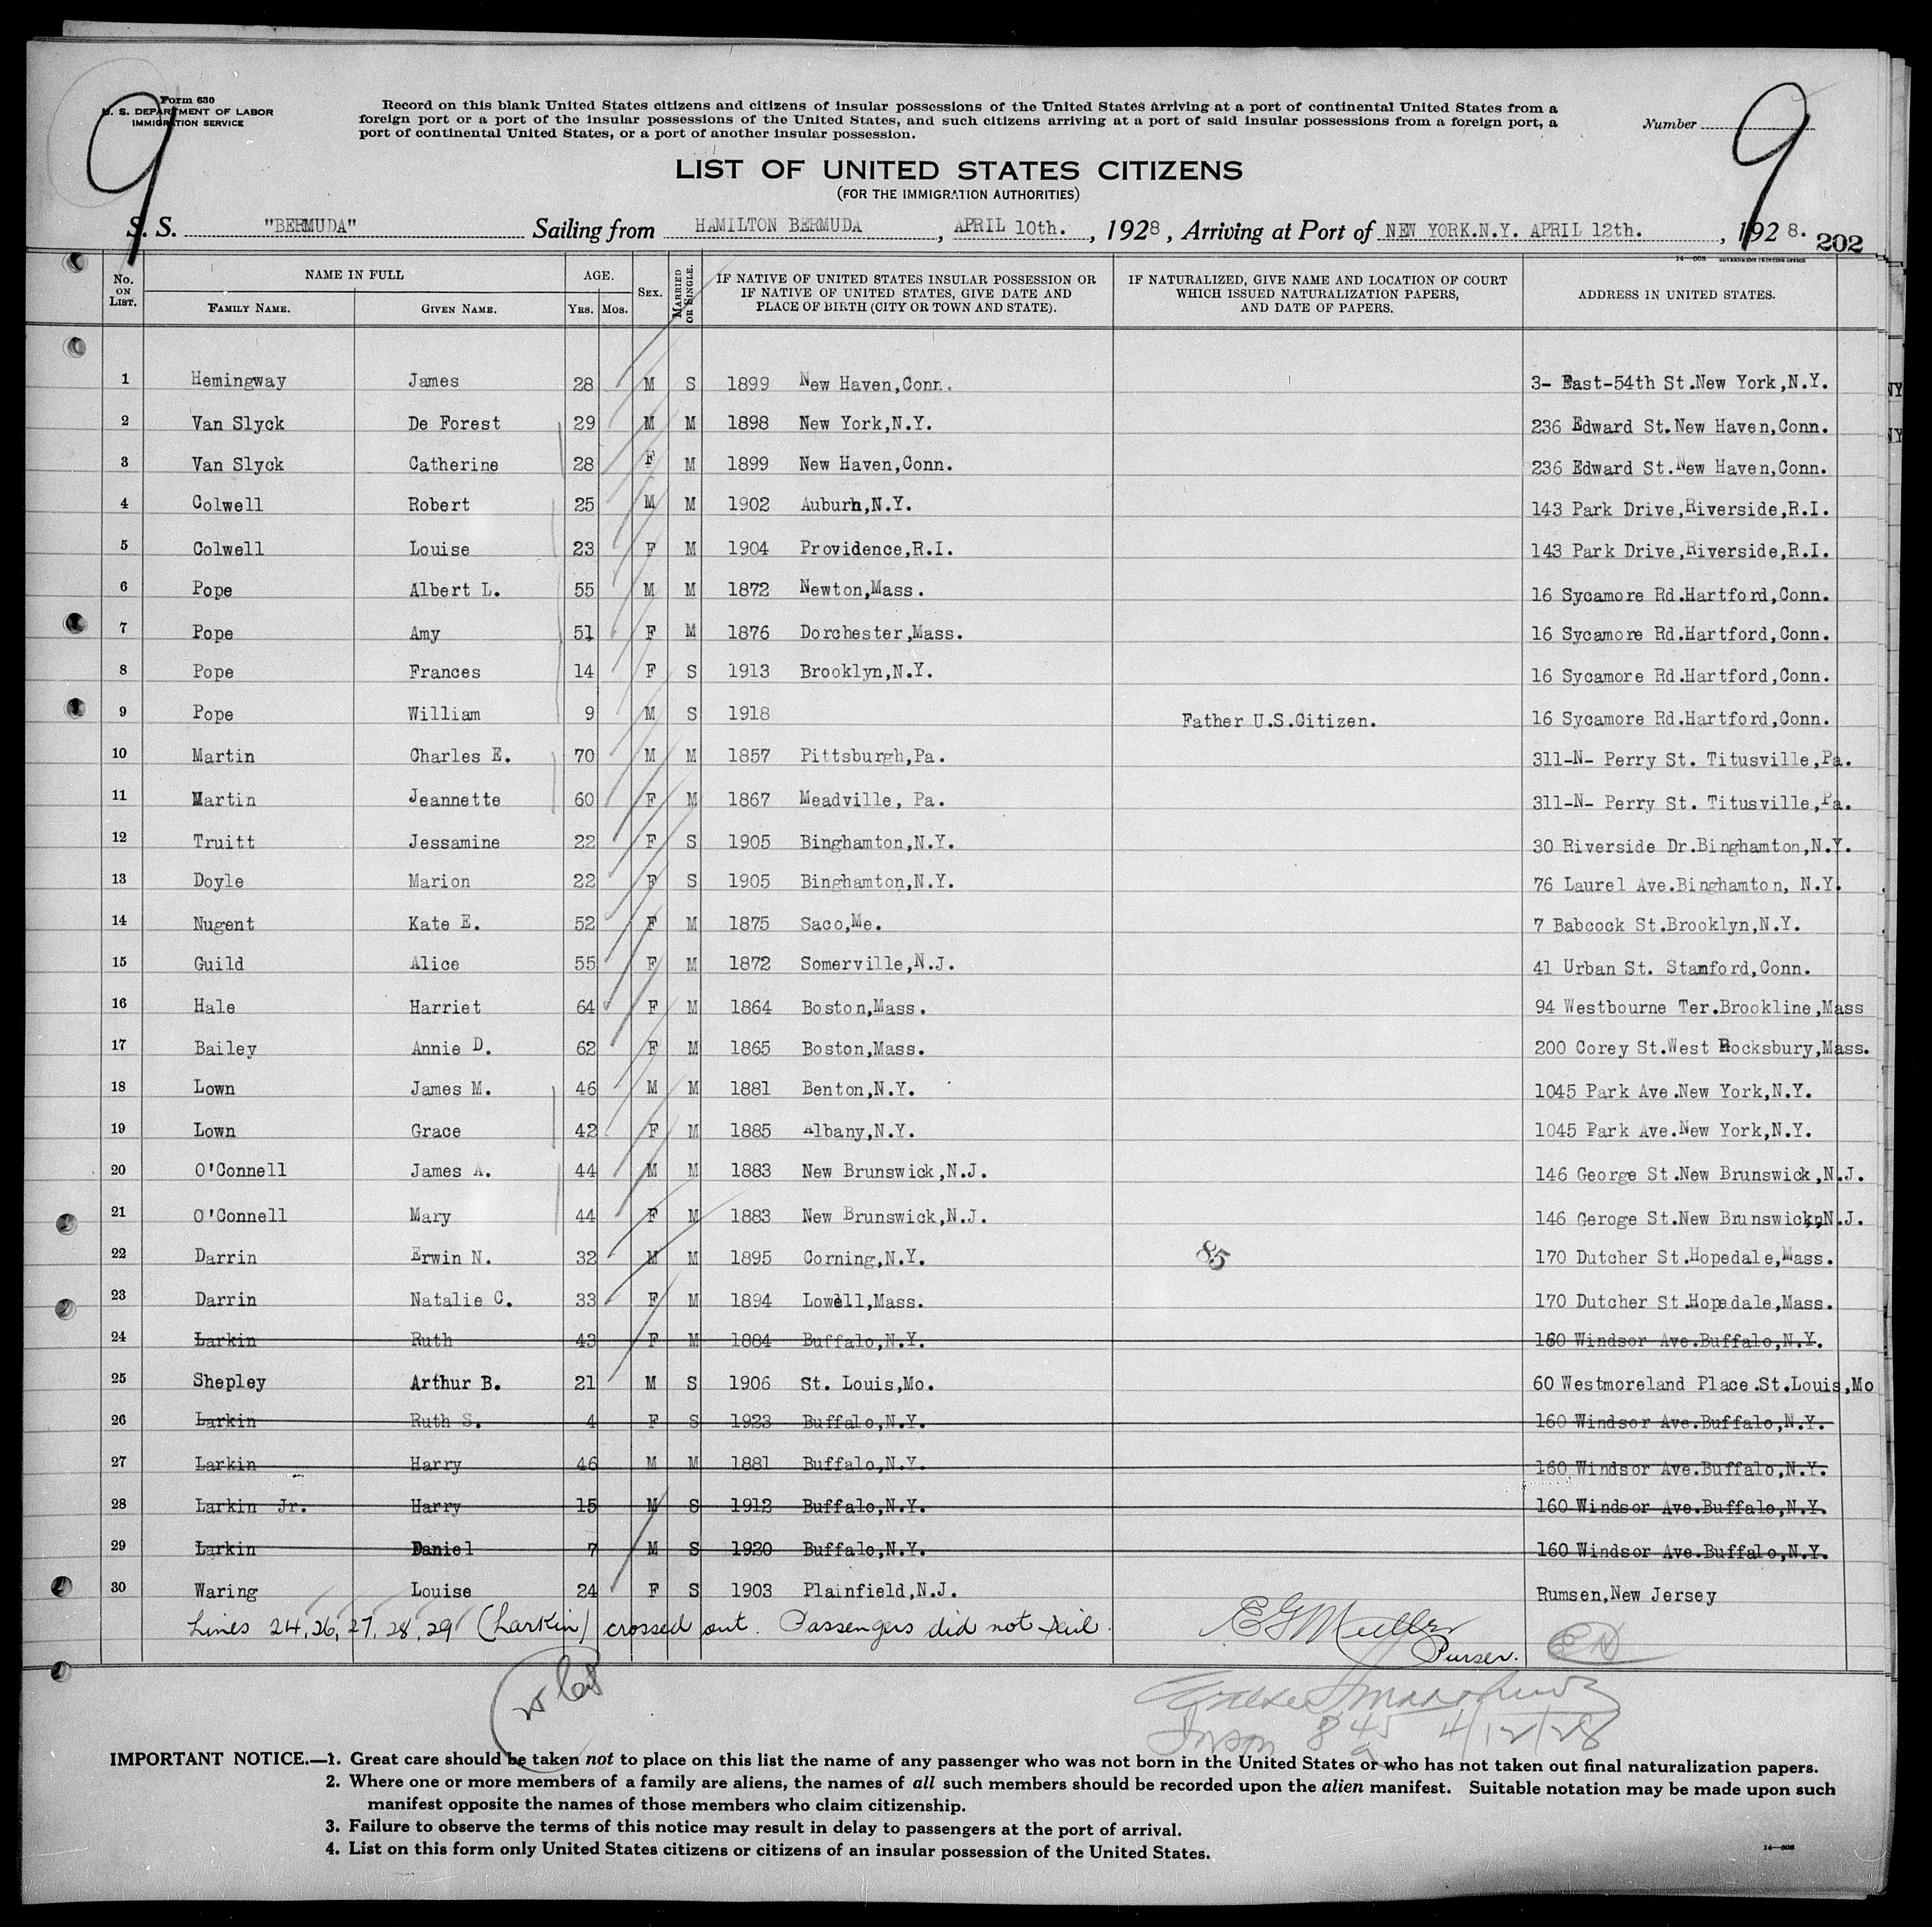 9
Form 630
U. S. DEPARTMENT OF LABOR
IMMIGRATION SERVICE
Record on this blank United States citizens and citizens of insular possessions of the United States arriving at a port of continental United States from a
foreign port or a port of the insular possessions of the United States, and such citizens arriving at a port of said insular possessions from a foreign port, a
port of continental United States, or a port of another insular possession.
Number
9
LIST OF UNITED STATES CITIZENS
(FOR THE IMMIGRATION AUTHORITIES)
S. S. "BERMUDA" Sailing from HAMILTON BERMUDA, APRIL 10th., 1928, Arriving at Port of NEW YORK.N.Y. APRIL 12th., 1928.
202
14—608 GOVERNMENT PRINTING OFFICE
No. ON LIST. NAME IN FULL FAMILY NAME. GIVEN NAME. AGE. YRS. MOS. SEX. MARRIED OR SINGLE. IF NATIVE OF UNITED STATES INSULAR POSSESSION OR IF NATIVE OF UNITED STATES, GIVE DATE AND PLACE OF BIRTH (CITY OR TOWN AND STATE). IF NATURALIZED, GIVE NAME AND LOCATION OF COURT WHICH ISSUED NATURALIZATION PAPERS, AND DATE OF PAPERS. ADDRESS IN UNITED STATES.
1 Hemingway James 28 M S 1899 New Haven,Conn. 3- East-54th St.New York,N.Y.
2 Van Slyck De Forest 29 M M 1898 New York,N.Y. 236 Edward St.New Haven,Conn.
3 Van Slyck Catherine 28 F M 1899 New Haven,Conn. 236 Edward St.New Haven,Conn.
4 Colwell Robert 25 M M 1902 Auburn,N.Y. 143 Park Drive,Riverside,R.I.
5 Colwell Louise 23 F M 1904 Providence,R.I. 143 Park Drive,Riverside,R.I.
6 Pope Albert L. 55 M M 1872 Newton,Mass. 16 Sycamore Rd.Hartford,Conn.
7 Pope Amy 51 F M 1876 Dorchester,Mass. 16 Sycamore Rd.Hartford,Conn.
8 Pope Frances 14 F S 1913 Brooklyn,N.Y. 16 Sycamore Rd.Hartford,Conn.
9 Pope William 9 M S 1918 Father U.S.Citizen. 16 Sycamore Rd.Hartford,Conn.
10 Martin Charles E. 70 M M 1857 Pittsburgh,Pa. 311-N- Perry St. Titusville,Pa.
11 Martin Jeannette 60 F M 1867 Meadville, Pa. 311-N- Perry St. Titusville,Pa.
12 Truitt Jessamine 22 F S 1905 Binghamton,N.Y. 30 Riverside Dr.Binghamton,N.Y.
13 Doyle Marion 22 F S 1905 Binghamton,N.Y. 76 Laurel Ave.Binghamton, N.Y.
14 Nugent Kate E. 52 F M 1875 Saco,Me. 7 Babcock St.Brooklyn,N.Y.
15 Guild Alice 55 F M 1872 Somerville,N.J. 41 Urban St. Stamford,Conn.
16 Hale Harriet 64 F M 1864 Boston,Mass. 94 Westbourne Ter.Brookline,Mass
17 Bailey Annie D. 62 F M 1865 Boston,Mass. 200 Corey St.West Rocksbury,Mass.
18 Lown James M. 46 M M 1881 Benton,N.Y. 1045 Park Ave.New York,N.Y.
19 Lown Grace 42 F M 1885 Albany,N.Y. 1045 Park Ave.New York,N.Y.
20 O'Connell James A. 44 M M 1883 New Brunswick,N.J. 146 George St.New Brunswick,N.J.
21 O'Connell Mary 44 F M 1883 New Brunswick,N.J. 146 Geroge St.New Brunswick,N.J.
22 Darrin Erwin N. 32 M M 1895 Corning,N.Y. 85 170 Dutcher St.Hopedale,Mass.
23 Darrin Natalie C. 33 F M 1894 Lowell,Mass. 170 Dutcher St.Hopedale,Mass.
24 Larkin Ruth 43 F M 1884 Buffalo,N.Y. 160 Windsor Ave.Buffalo,N.Y.
25 Shepley Arthur B. 21 M S 1906 St. Louis,Mo. 60 Westmoreland Place.St.Louis,Mo
26 Larkin Ruth S. 4 F S 1923 Buffalo,N.Y. 160 Windsor Ave.Buffalo,N.Y.
27 Larkin Harry 46 M M 1881 Buffalo,N.Y. 160 Windsor Ave.Buffalo,N.Y.
28 Larkin Jr. Harry 15 M S 1912 Buffalo,N.Y. 160 Windsor Ave.Buffalo,N.Y.
29 Larkin Daniel 7 M S 1920 Buffalo,N.Y. 160 Windsor Ave.Buffalo,N.Y.
30 Waring Louise 24 F S 1903 Plainfield,N.J. Rumsen,New Jersey
Lines 24, 26, 27, 28, 29 (Larkin) crossed out. Passengers did not sail.
EG Muller
Purser.
4/12/28
IMPORTANT NOTICE.—1. Great care should be taken not to place on this list the name of any passenger who was not born in the United States or who has not taken out final naturalization papers.
2. Where one or more members of a family are aliens, the names of all such members should be recorded upon the alien manifest. Suitable notation may be made upon such
manifest opposite the names of those members who claim citizenship.
3. Failure to observe the terms of this notice may result in delay to passengers at the port of arrival.
4. List on this form only United States citizens or citizens of an insular possession of the United States.
14—608